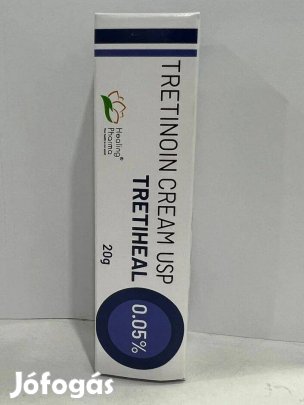 TRETINOIN CREAM USP
TRETIHEAL
0.05%
20g
Healing®
Pharma
Jófogás